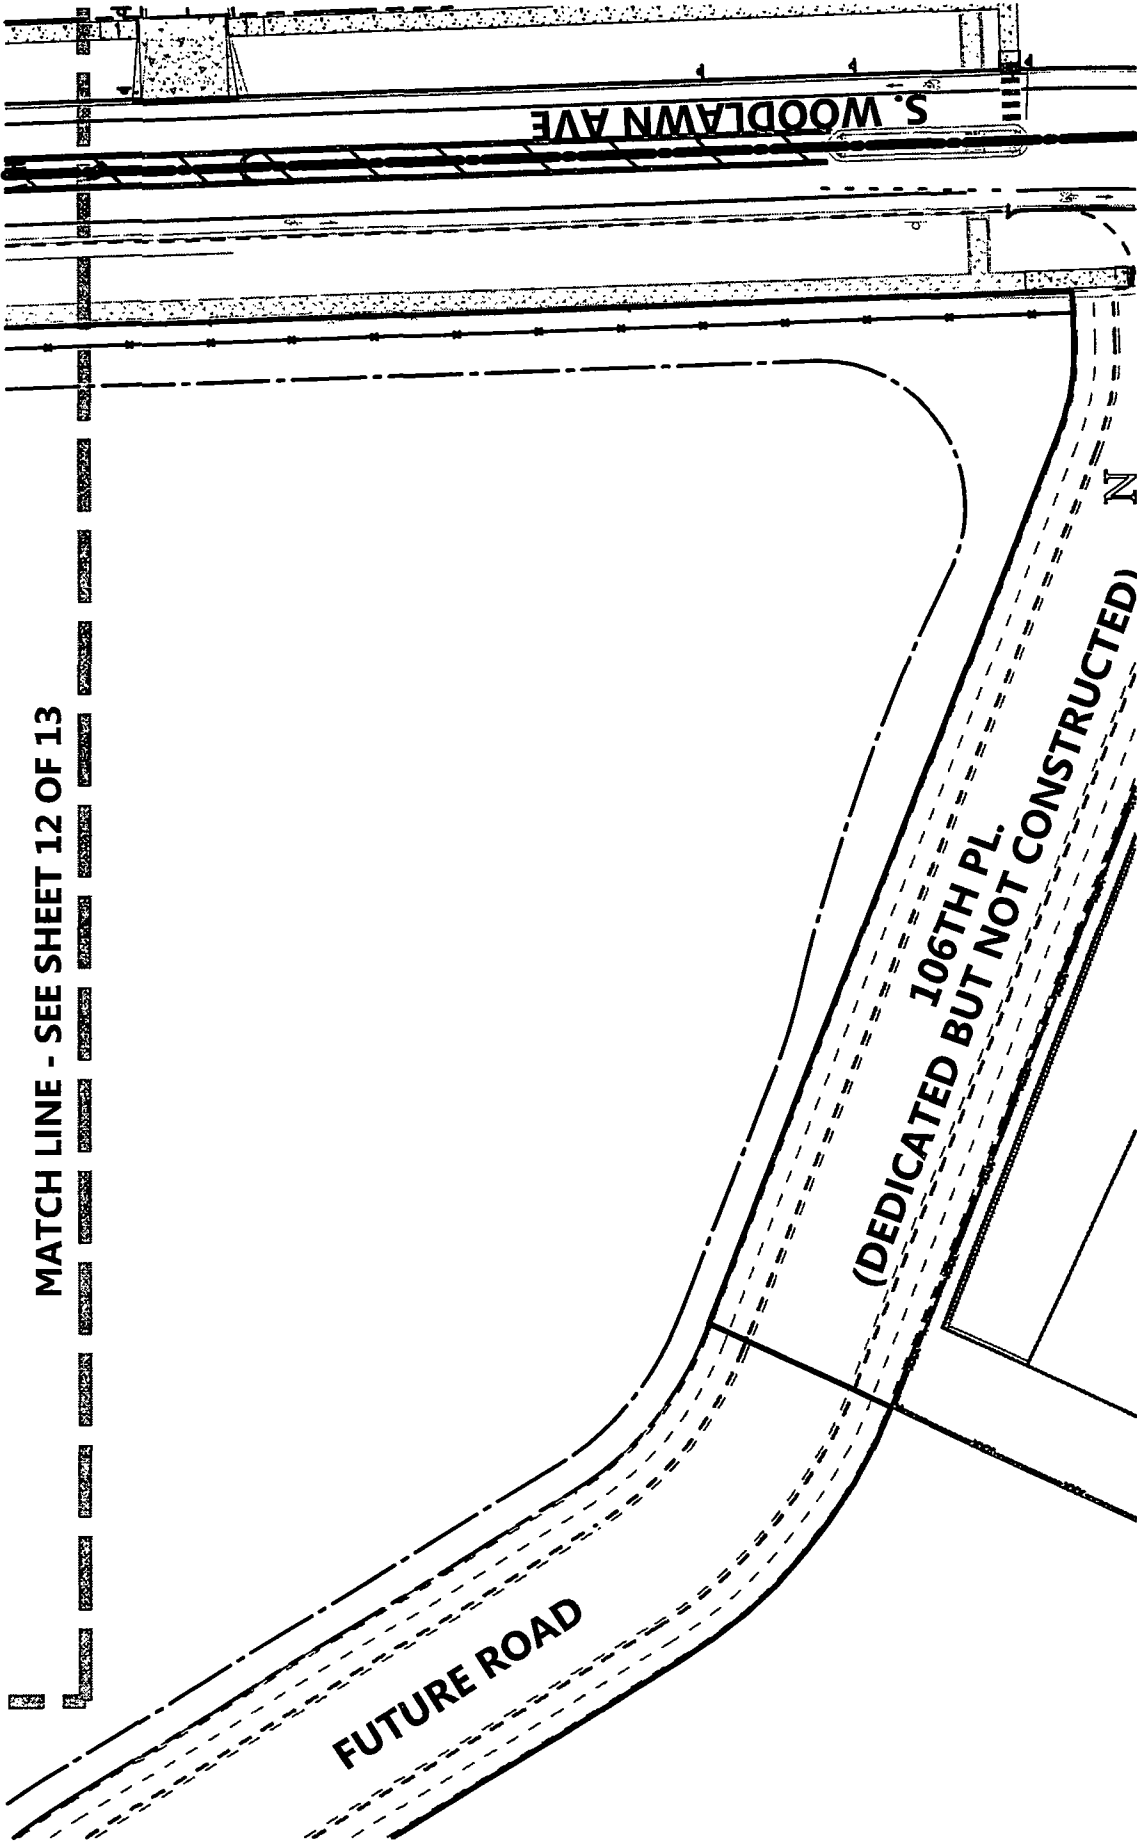 S. WOODLAWN AVE
N
MATCH LINE - SEE SHEET 12 OF 13
106TH PL.
(DEDICATED BUT NOT CONSTRUCTED)
FUTURE ROAD